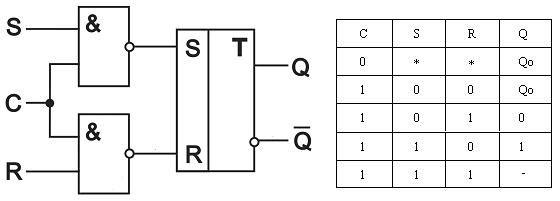 S
&
C
&
R
S T
R
Q
Q̅
C S R Q
0 * * Qo
1 0 0 Qo
1 0 1 0
1 1 0 1
1 1 1 -